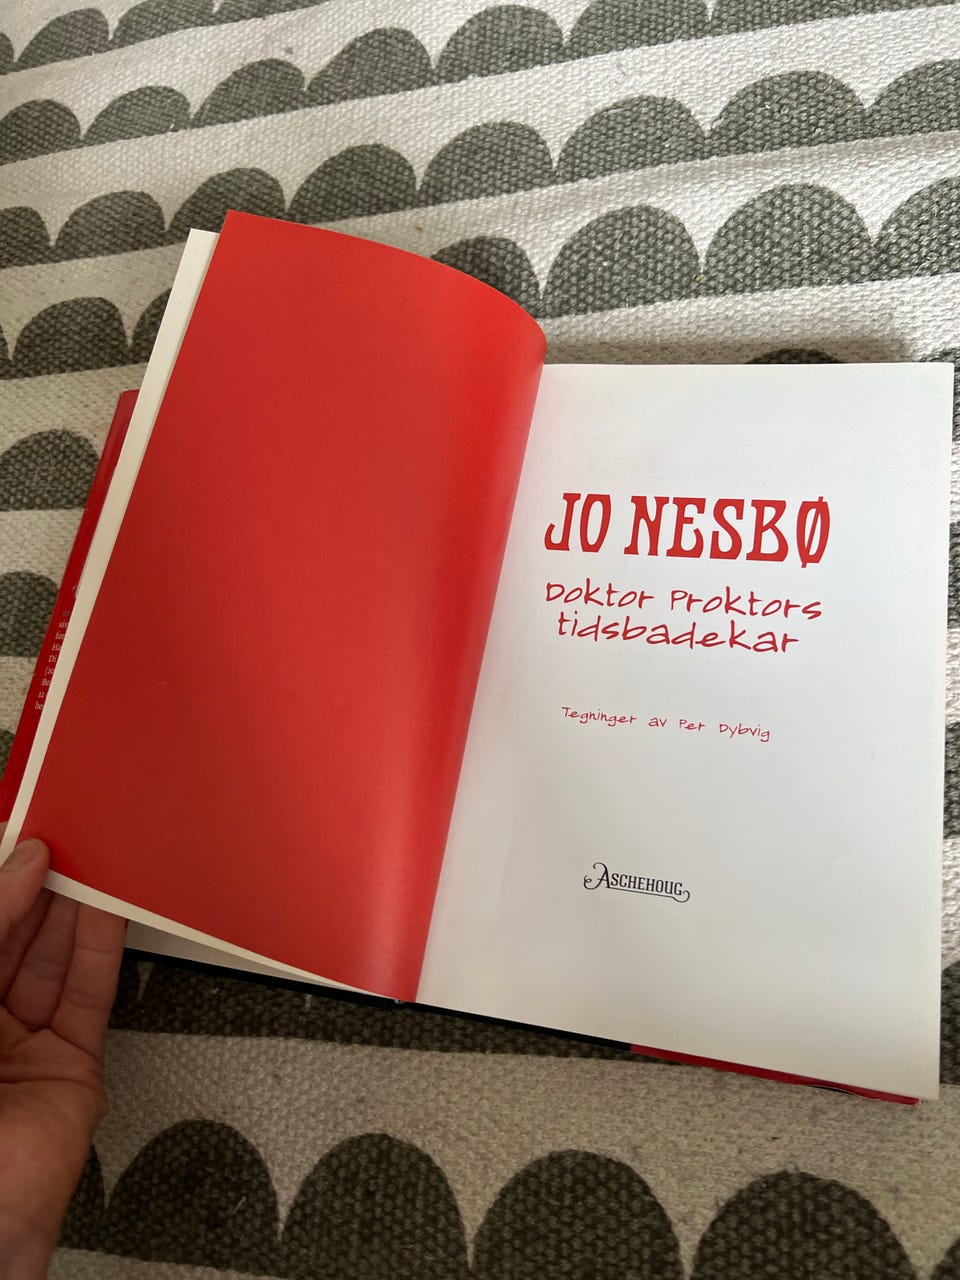 JO NESBØ
Doktor Proktors
tidsbadekar
Tegninger av Per Dybvig
ASCHEHOUG